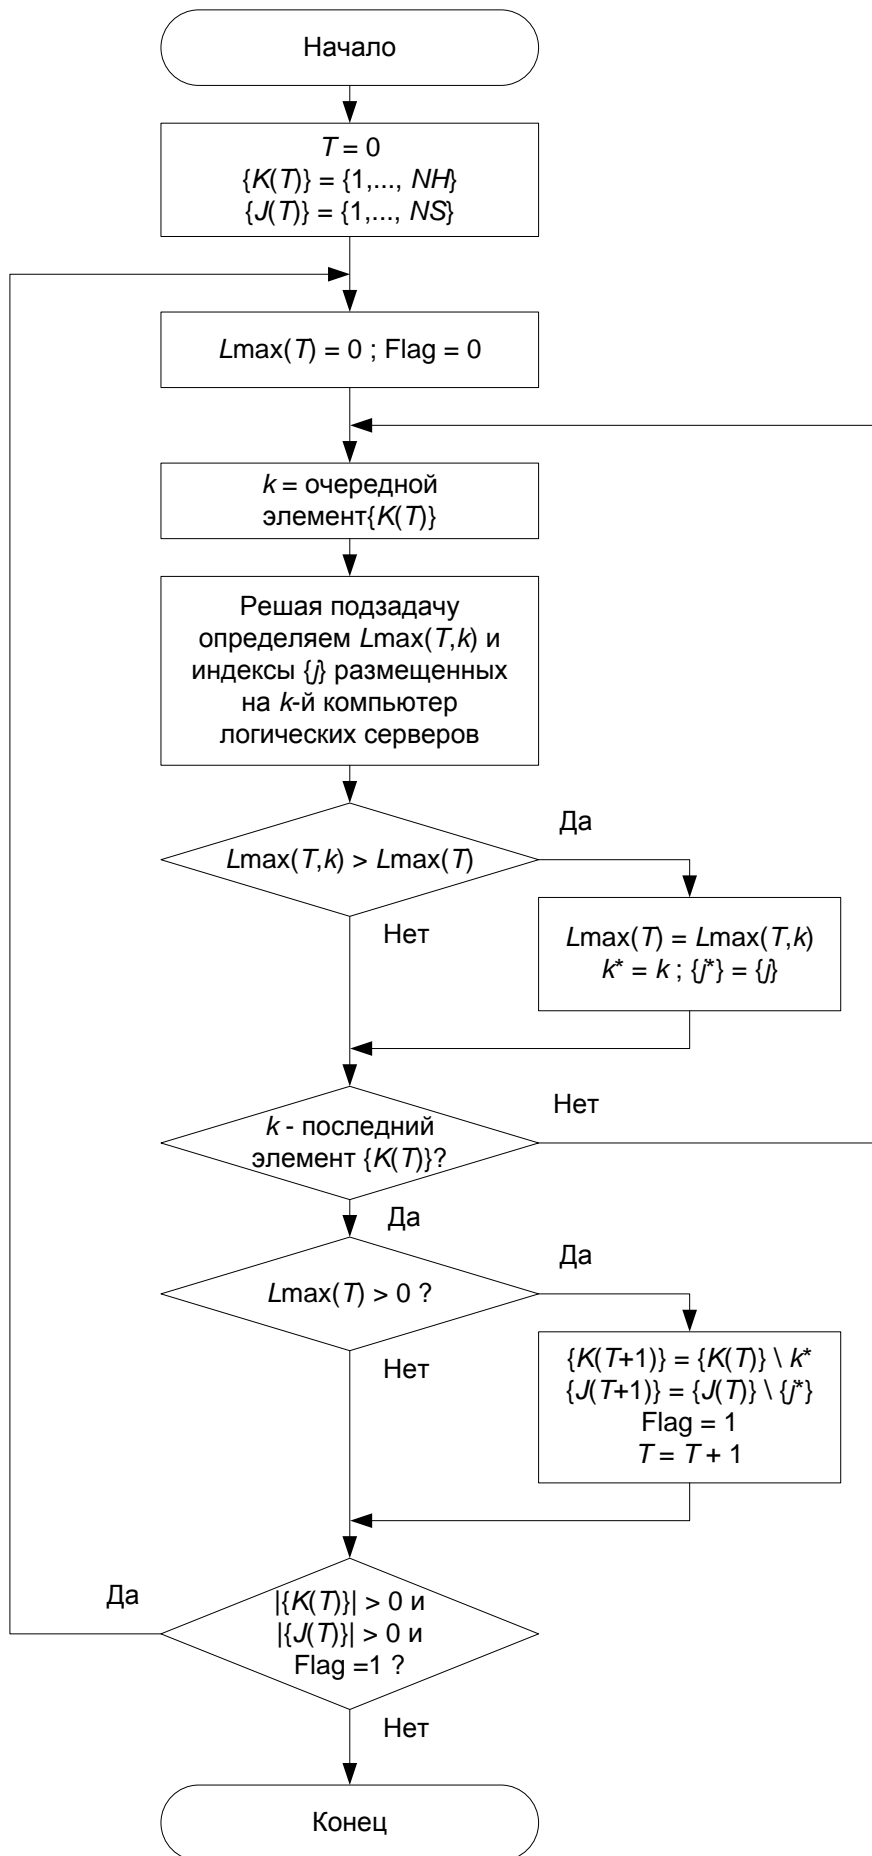 Начало
T = 0
{K(T)} = {1,..., NH}
{J(T)} = {1,..., NS}
Lmax(T) = 0 ; Flag = 0
k = очередной
элемент{K(T)}
Решая подзадачу
определяем Lmax(T,k) и
индексы {j} размещенных
на k-й компьютер
логических серверов
Да
Lmax(T,k) > Lmax(T)
Нет
Lmax(T) = Lmax(T,k)
k* = k ; {j*} = {j}
Нет
k - последний
элемент {K(T)}?
Да
Да
Lmax(T) > 0 ?
Нет
{K(T+1)} = {K(T)} \ k*
{J(T+1)} = {J(T)} \ {j*}
Flag = 1
T = T + 1
Да
|{K(T)}| > 0 и
|{J(T)}| > 0 и
Flag =1 ?
Нет
Конец